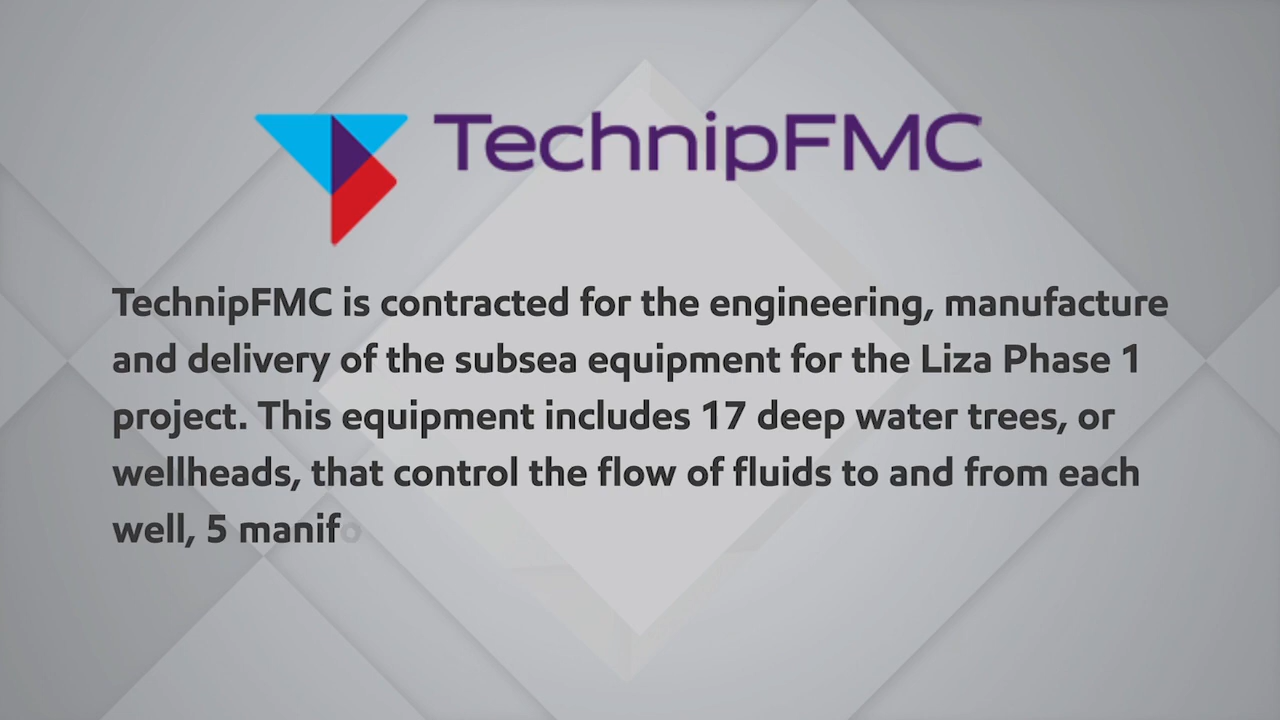 TechnipFMC
TechnipFMC is contracted for the engineering, manufacture
and delivery of the subsea equipment for the Liza Phase 1
project. This equipment includes 17 deep water trees, or
wellheads, that control the flow of fluids to and from each
well, 5 manifo